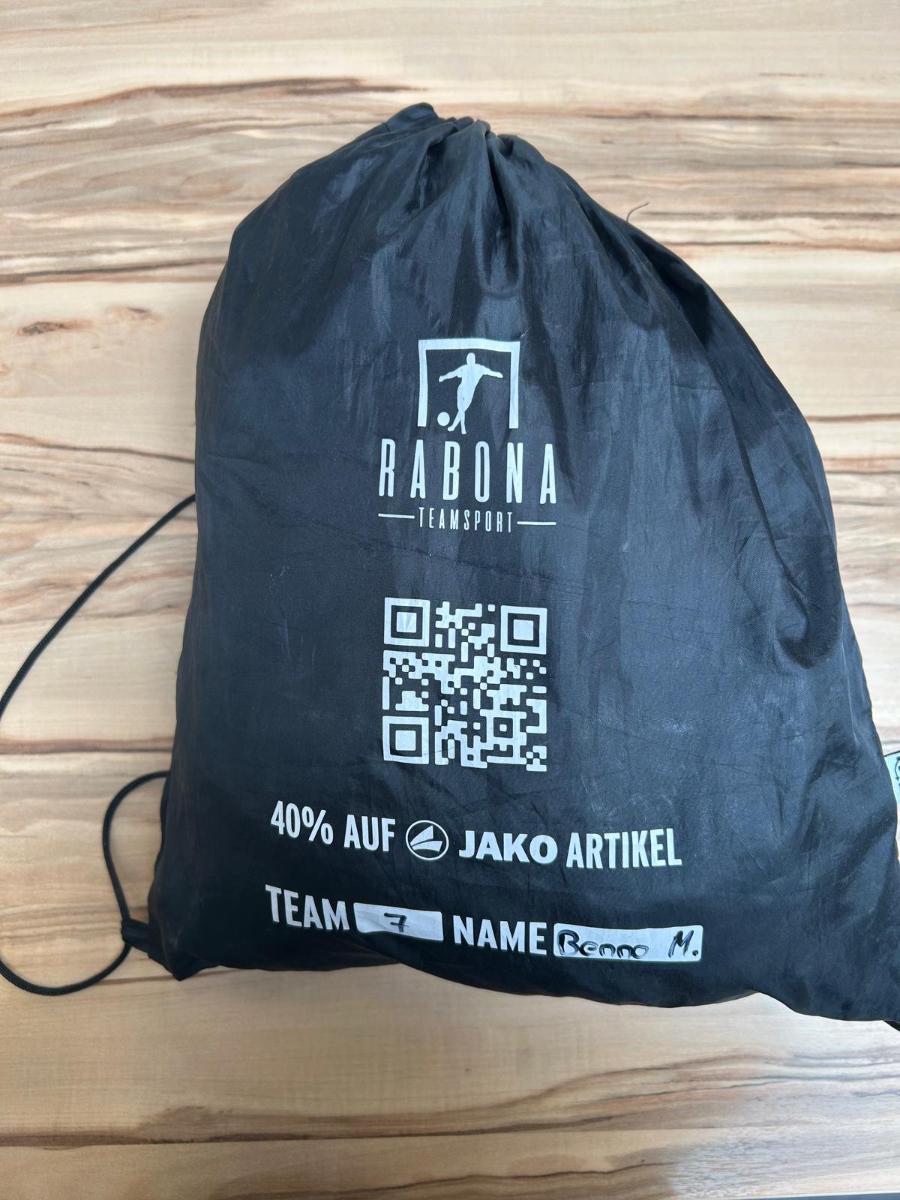 RABONA
TEAMSPORT
40% AUF JAKO ARTIKEL
TEAM 7 NAME Benno M.